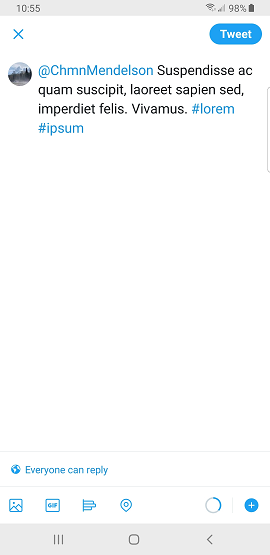 10:55
98%
Tweet
@ChmnMendelson Suspendisse ac
quam suscipit, laoreet sapien sed,
imperdiet felis. Vivamus. #lorem
#ipsum
Everyone can reply
GIF